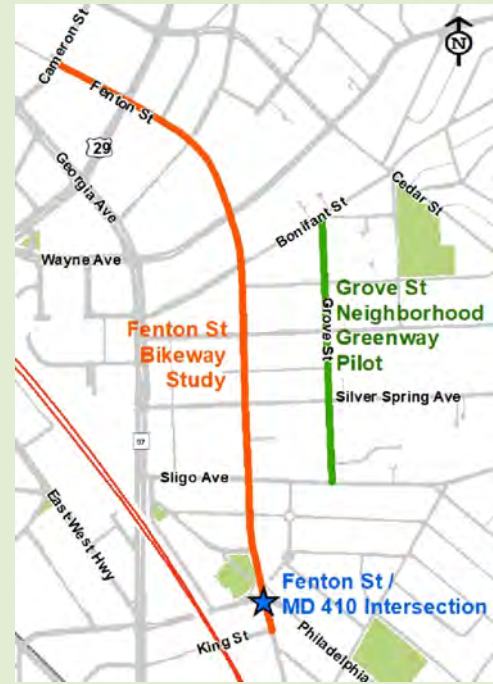 Cameron St
N
Fenton St
29
Georgia Ave
Cedar St
Bonifant St
Wayne Ave
Grove St
Neighborhood
Greenway
Pilot
Grove St
Fenton St
Bikeway
Study
Silver Spring Ave
97
Sligo Ave
East-West Hwy
Fenton St /
MD 410 Intersection
King St
Philadelphia